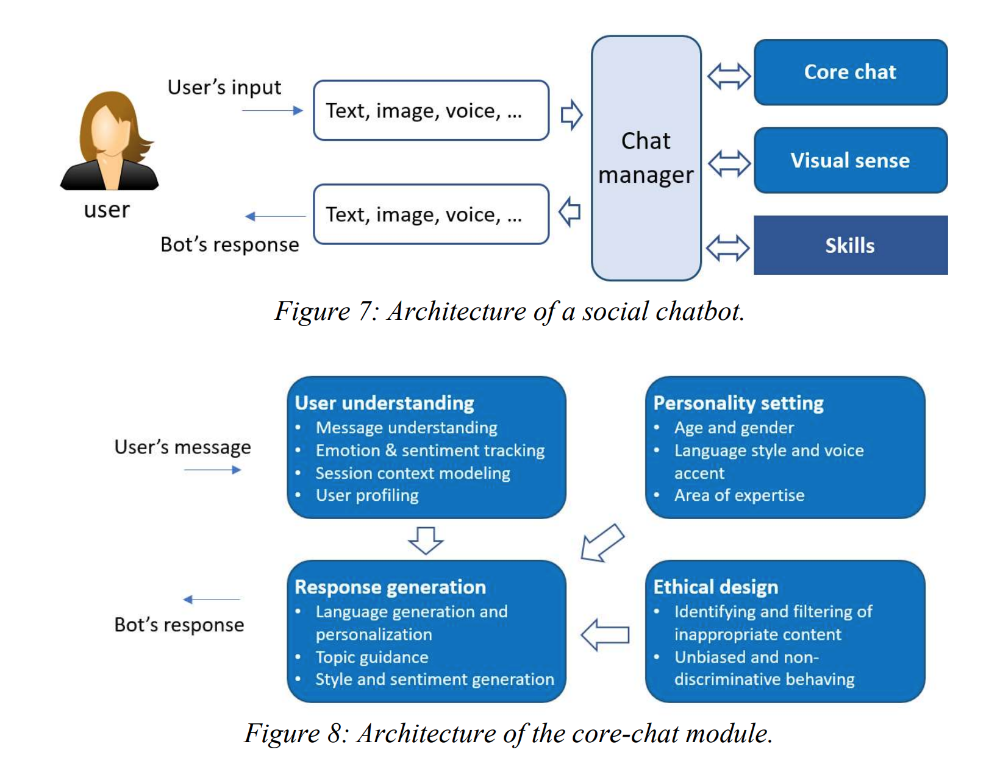 User's input
Text, image, voice, ...
Chat
manager
Core chat
Visual sense
Skills
user
Text, image, voice, ...
Bot's response
Figure 7: Architecture of a social chatbot.
User's message
User understanding
• Message understanding
• Emotion & sentiment tracking
• Session context modeling
• User profiling
Personality setting
• Age and gender
• Language style and voice
accent
• Area of expertise
Bot's response
Response generation
• Language generation and
personalization
• Topic guidance
• Style and sentiment generation
Ethical design
• Identifying and filtering of
inappropriate content
• Unbiased and non-
discriminative behaving
Figure 8: Architecture of the core-chat module.